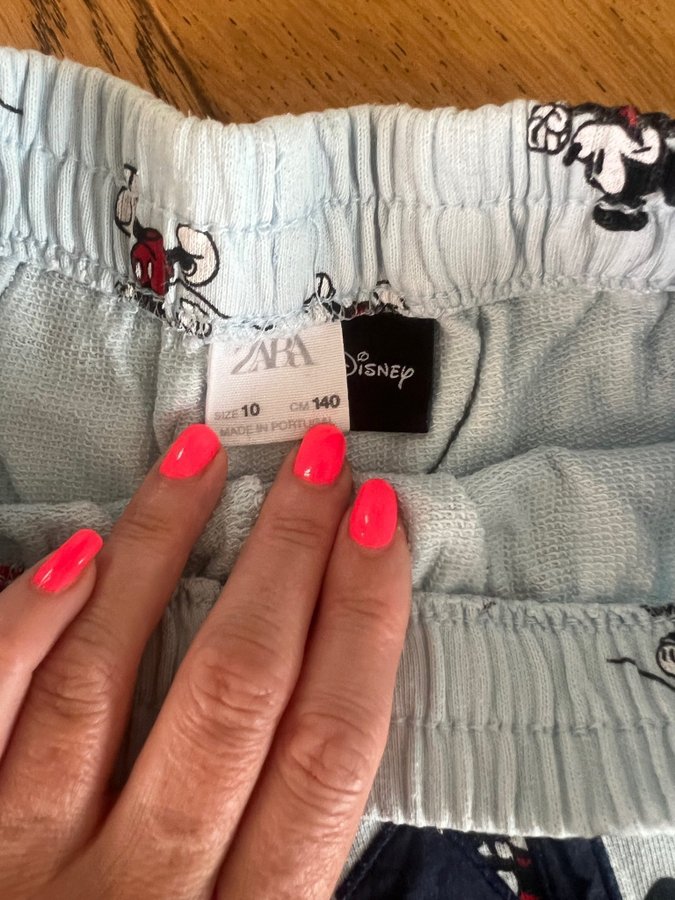 ZARA
SIZE 10 CM 140
MADE IN PORTUGAL
Disney